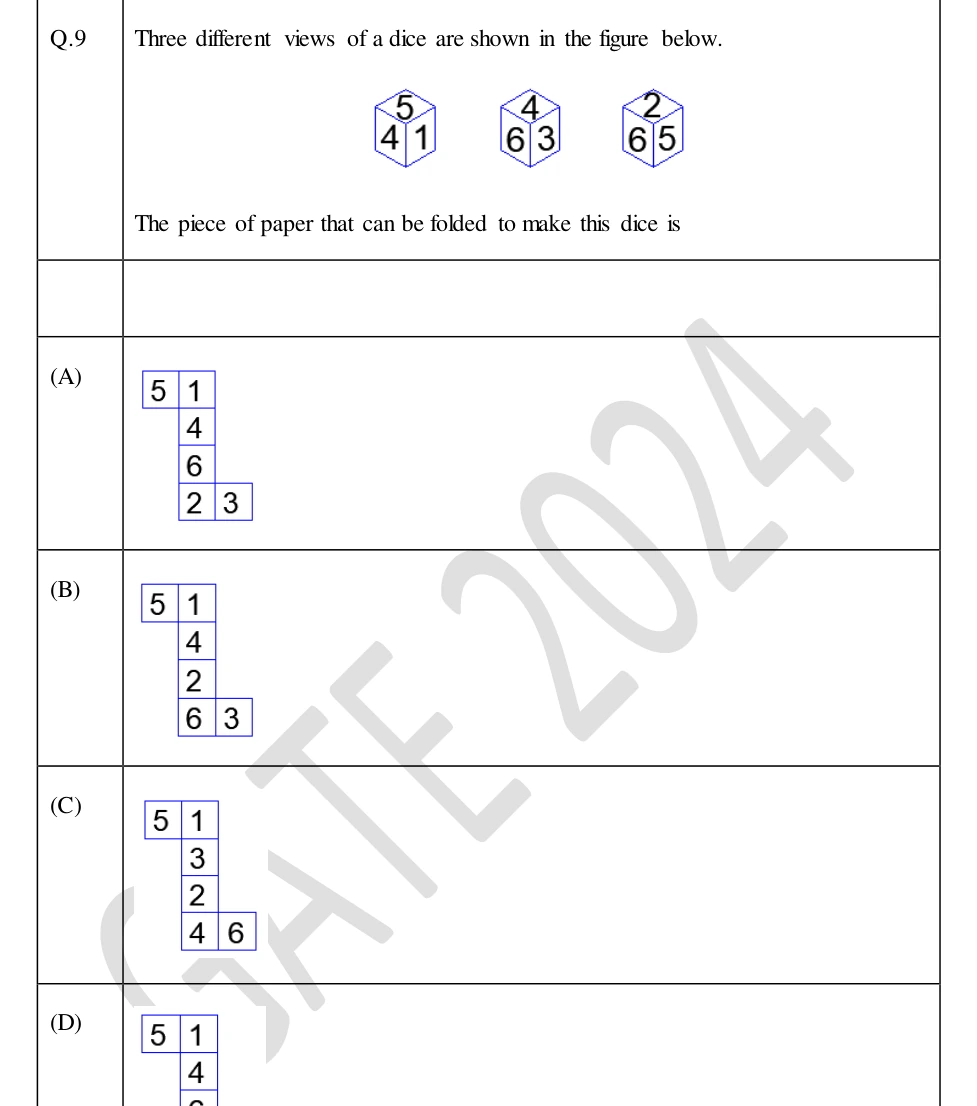 Q.9 Three different views of a dice are shown in the figure below.
5 4 2
4 1 6 3 6 5
The piece of paper that can be folded to make this dice is
(A)
5 1
4
6
2 3
(B)
5 1
4
2
6 3
(C)
5 1
3
2
4 6
(D)
5 1
4
GATE 2024